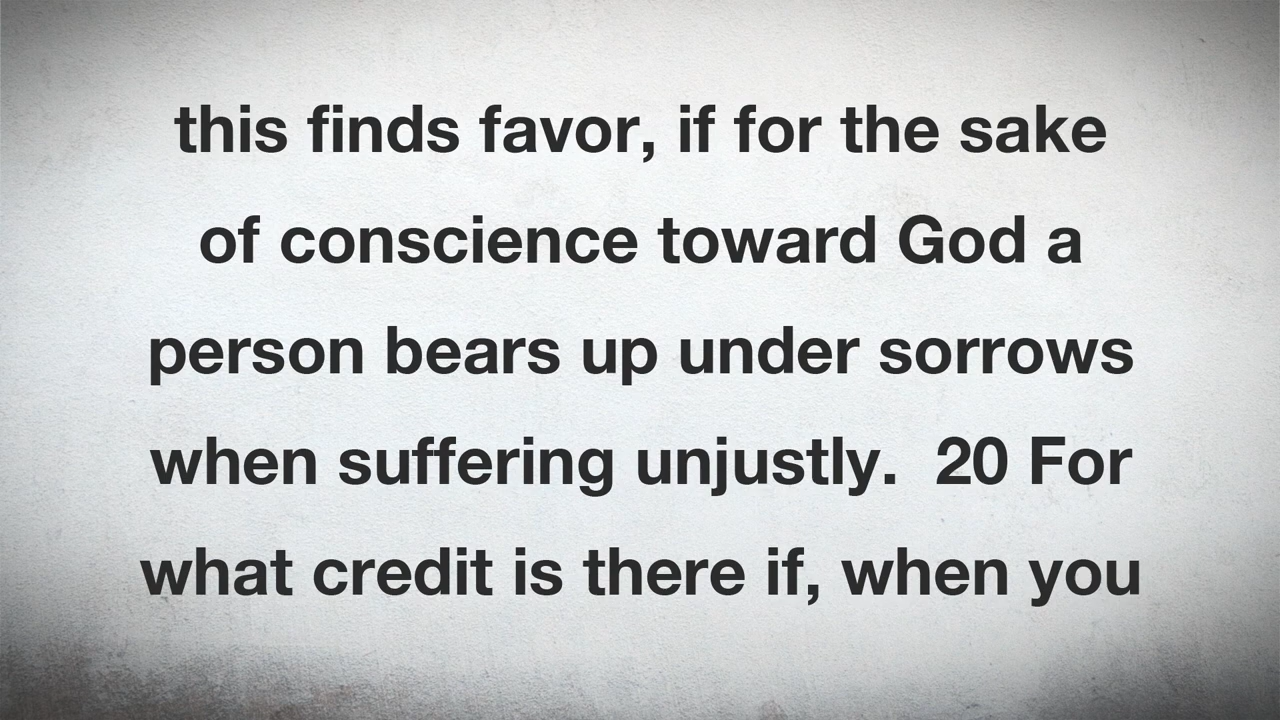 this finds favor, if for the sake
of conscience toward God a
person bears up under sorrows
when suffering unjustly.  20 For
what credit is there if, when you